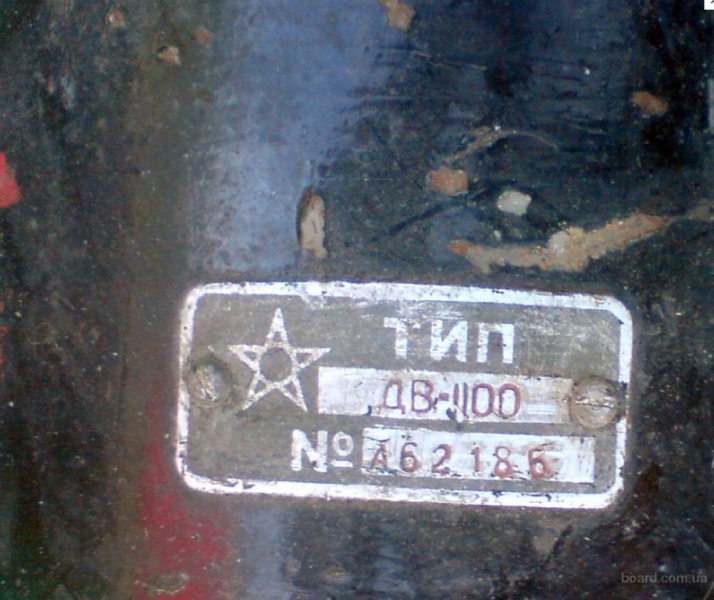 ТИП
ДВ-1100
№ А62186
board.com.ua